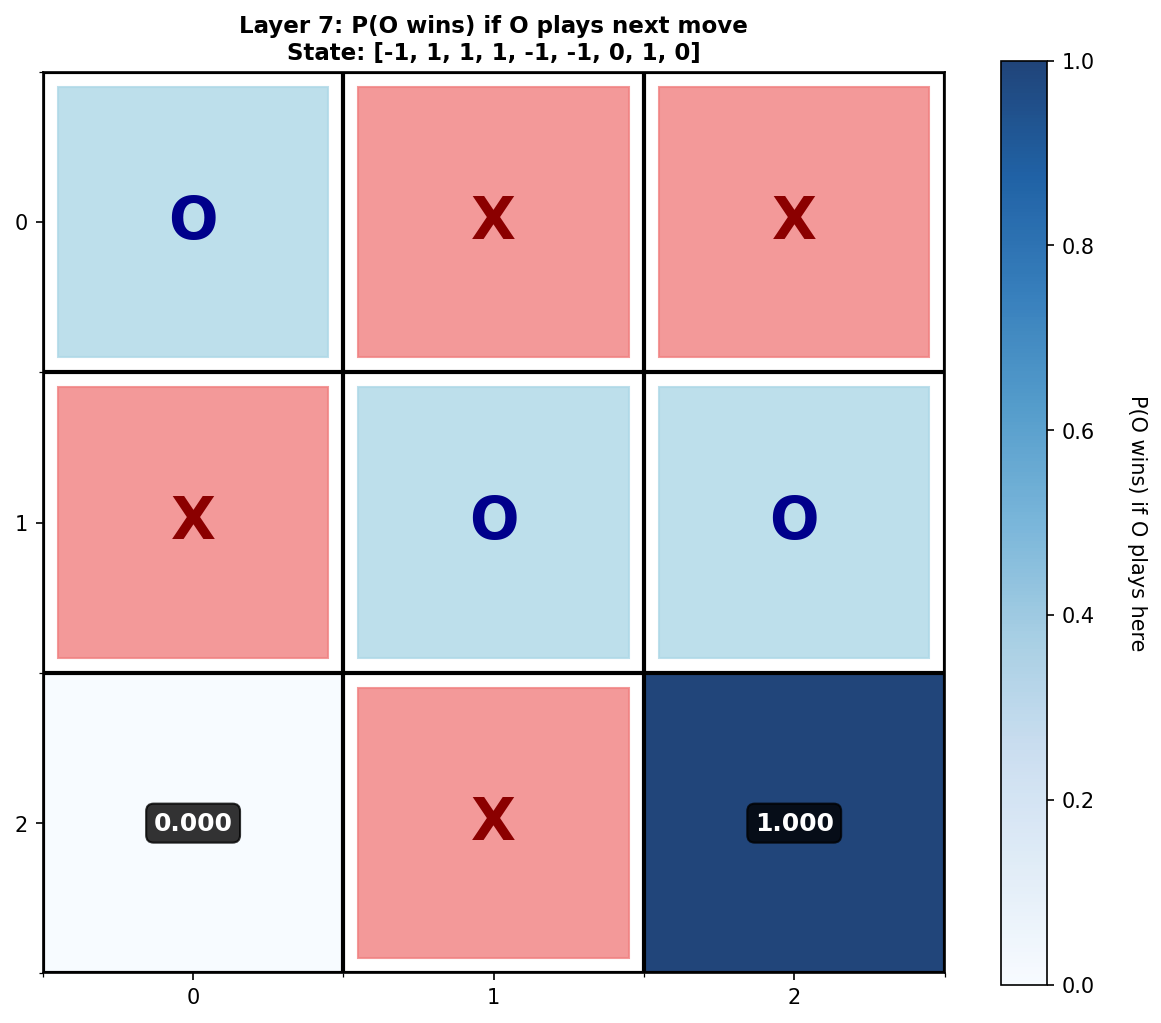 Layer 7: P(O wins) if O plays next move
State: [-1, 1, 1, 1, -1, -1, 0, 1, 0]
0
O
X
X
1
X
O
O
2
0.000
X
1.000
0
1
2
1.0
0.8
0.6
0.4
0.2
0.0
P(O wins) if O plays here